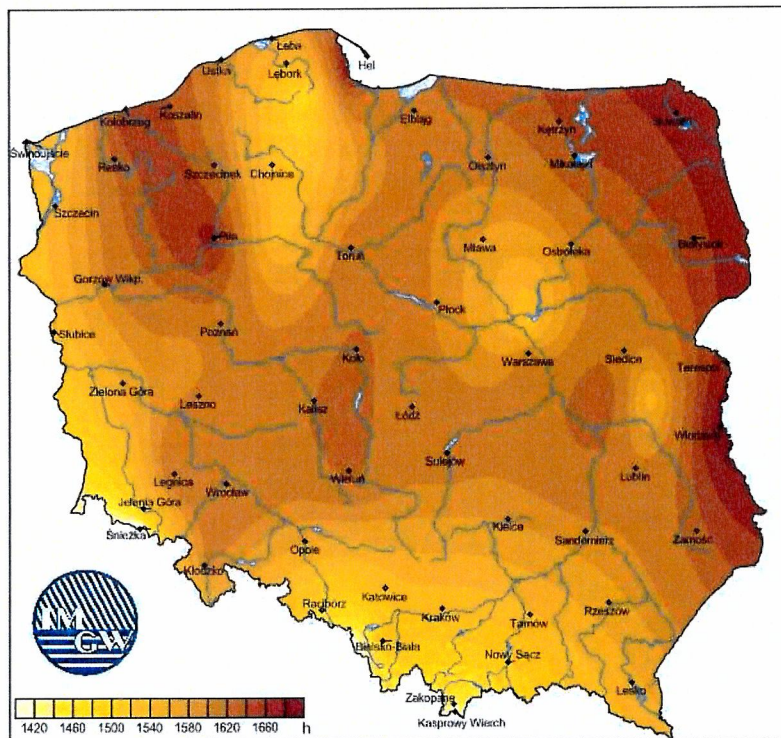 Łeba
Ustka
Lębork
Hel
Koszalin
Kołobrzeg
Elbląg
Kętrzyn
Świnoujście
Resko
Szczecinek
Chojnice
Olsztyn
Mikołajki
Szczecin
Piła
Toruń
Mława
Ostrołęka
Białystok
Gorzów Wlkp.
Płock
Słubice
Poznań
Koło
Warszawa
Siedlce
Terespol
Zielona Góra
Leszno
Kalisz
Łódź
Włodawa
Sulejów
Legnica
Wrocław
Wieluń
Lublin
Jelenia Góra
Śnieżka
Kielce
Sandomierz
Zamość
Opole
Kłodzko
Katowice
Racibórz
Kraków
Tarnów
Rzeszów
Bielsko-Biała
Nowy Sącz
Lesko
Zakopane
Kasprowy Wierch
IM
G-W
1420 1460 1500 1540 1580 1620 1660 h